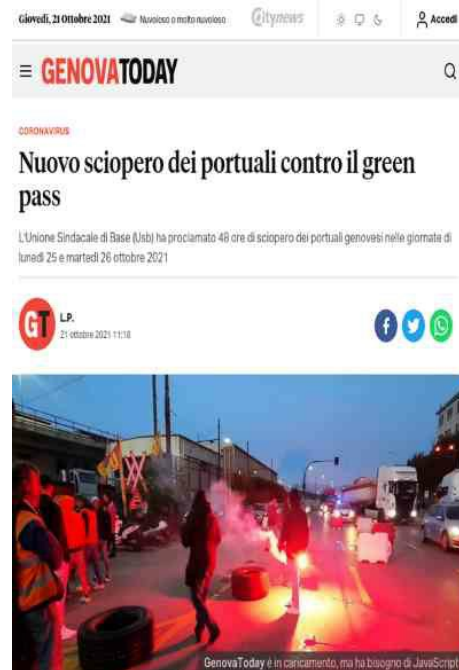 Giovedì, 21 Ottobre 2021 Nuvoloso o molto nuvoloso Citynews Accedi
GENOVATODAY
CORONAVIRUS
Nuovo sciopero dei portuali contro il green
pass
L'Unione Sindacale di Base (Usb) ha proclamato 48 ore di sciopero dei portuali genovesi nelle giornate di
lunedì 25 e martedì 26 ottobre 2021
GT
L.P.
21 ottobre 2021 11:18
GenovaToday è in caricamento, ma ha bisogno di JavaScript